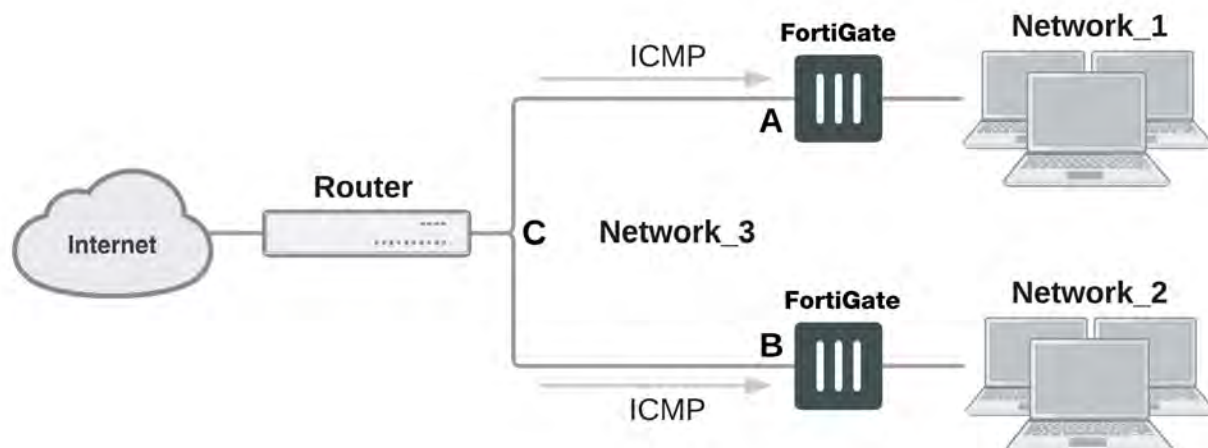 FortiGate
Network_1
ICMP
A
Router
Internet
C
Network_3
FortiGate
Network_2
B
ICMP